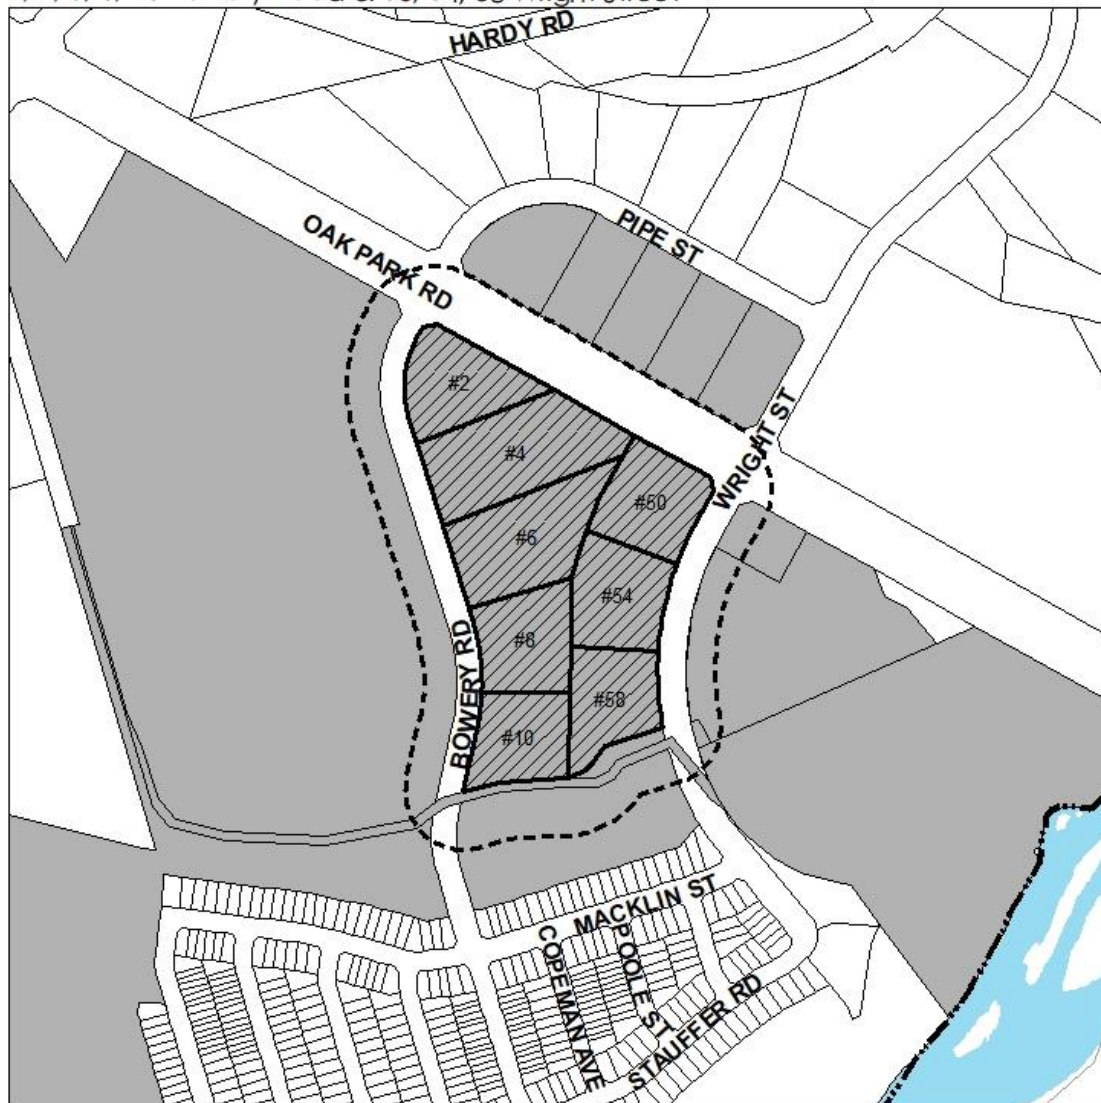 HARDY RD
OAK PARK RD
PIPE ST
WRIGHT ST
#2
#4
#50
#6
#54
#8
#58
#10
BOWERY RD
MACKLIN ST
COPEMAN AVE
POOLE ST
STAUFFER RD